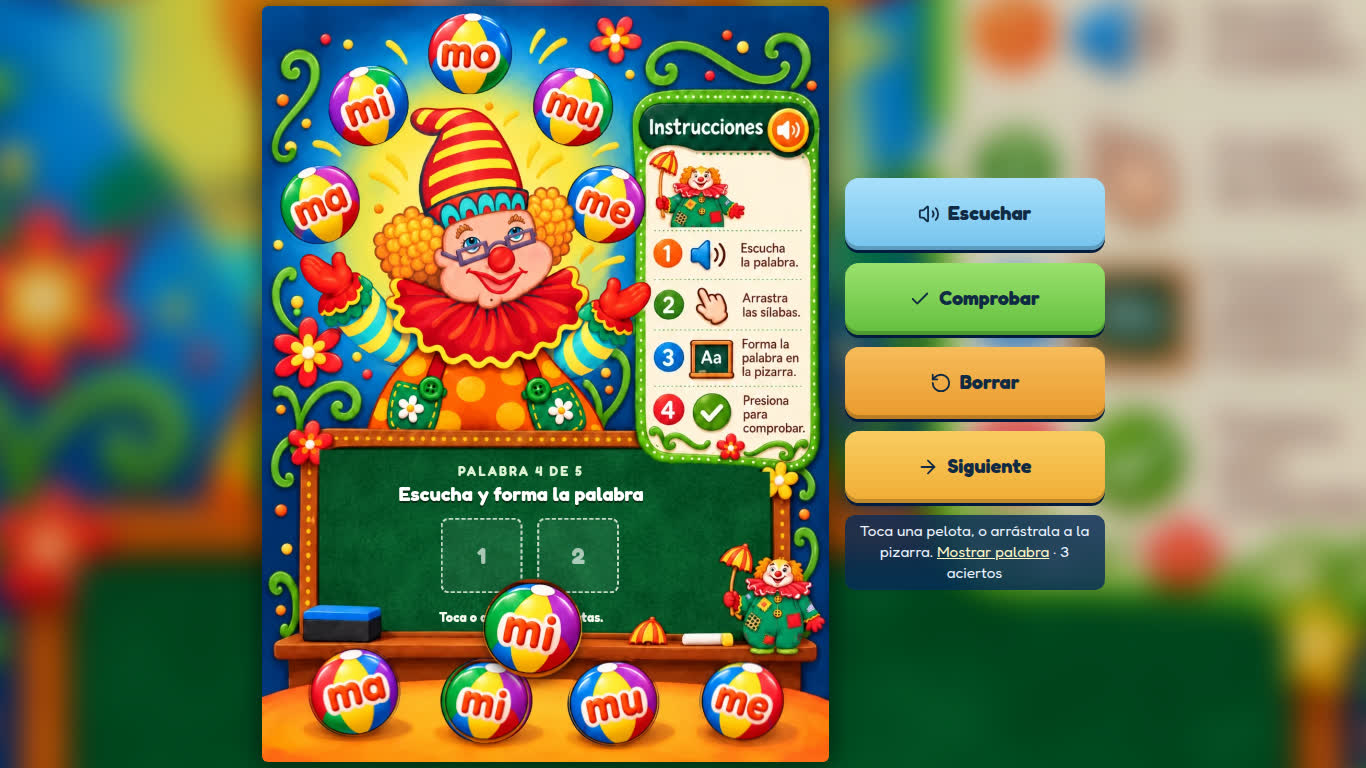 mo
mi
mu
ma
me
Instrucciones
1
Escucha
la palabra.
2
Arrastra
las sílabas.
3
Aa
Forma la
palabra en
la pizarra.
4
Presiona
para
comprobar.
PALABRA 4 DE 5
Escucha y forma la palabra
1
2
Toca o
tas.
mi
ma
mi
mu
me
Escuchar
Comprobar
Borrar
Siguiente
Toca una pelota, o arrástrala a la
pizarra. Mostrar palabra · 3
aciertos